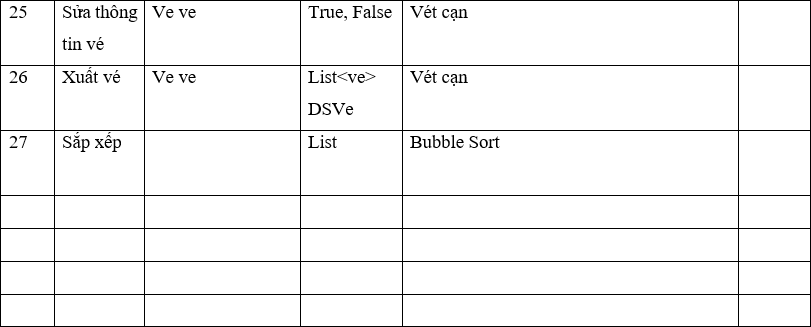 25 Sửa thông Ve ve True, False Vét cạn
tin vé
26 Xuất vé Ve ve List<ve> Vét cạn
DSVe
27 Sắp xếp List Bubble Sort